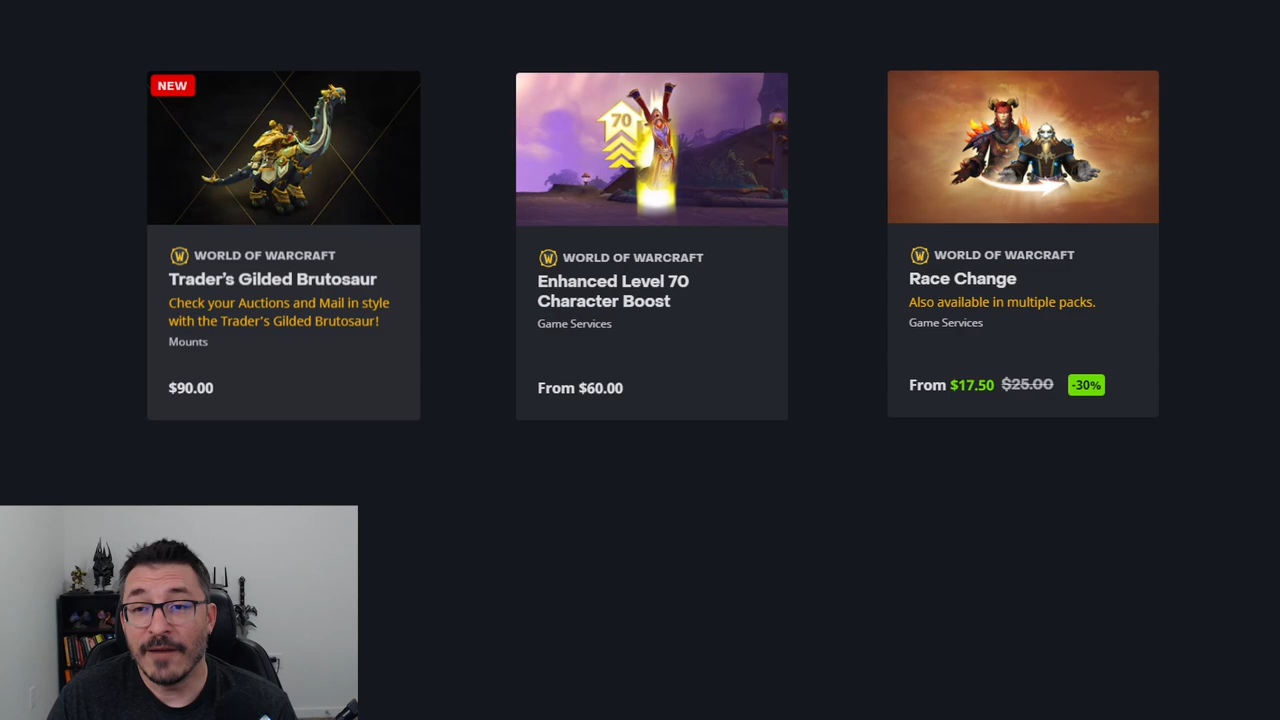 NEW
WORLD OF WARCRAFT
Trader's Gilded Brutosaur
Check your Auctions and Mail in style
with the Trader's Gilded Brutosaur!
Mounts
$90.00
70
WORLD OF WARCRAFT
Enhanced Level 70
Character Boost
Game Services
From $60.00
WORLD OF WARCRAFT
Race Change
Also available in multiple packs.
Game Services
From $17.50 $25.00 -30%